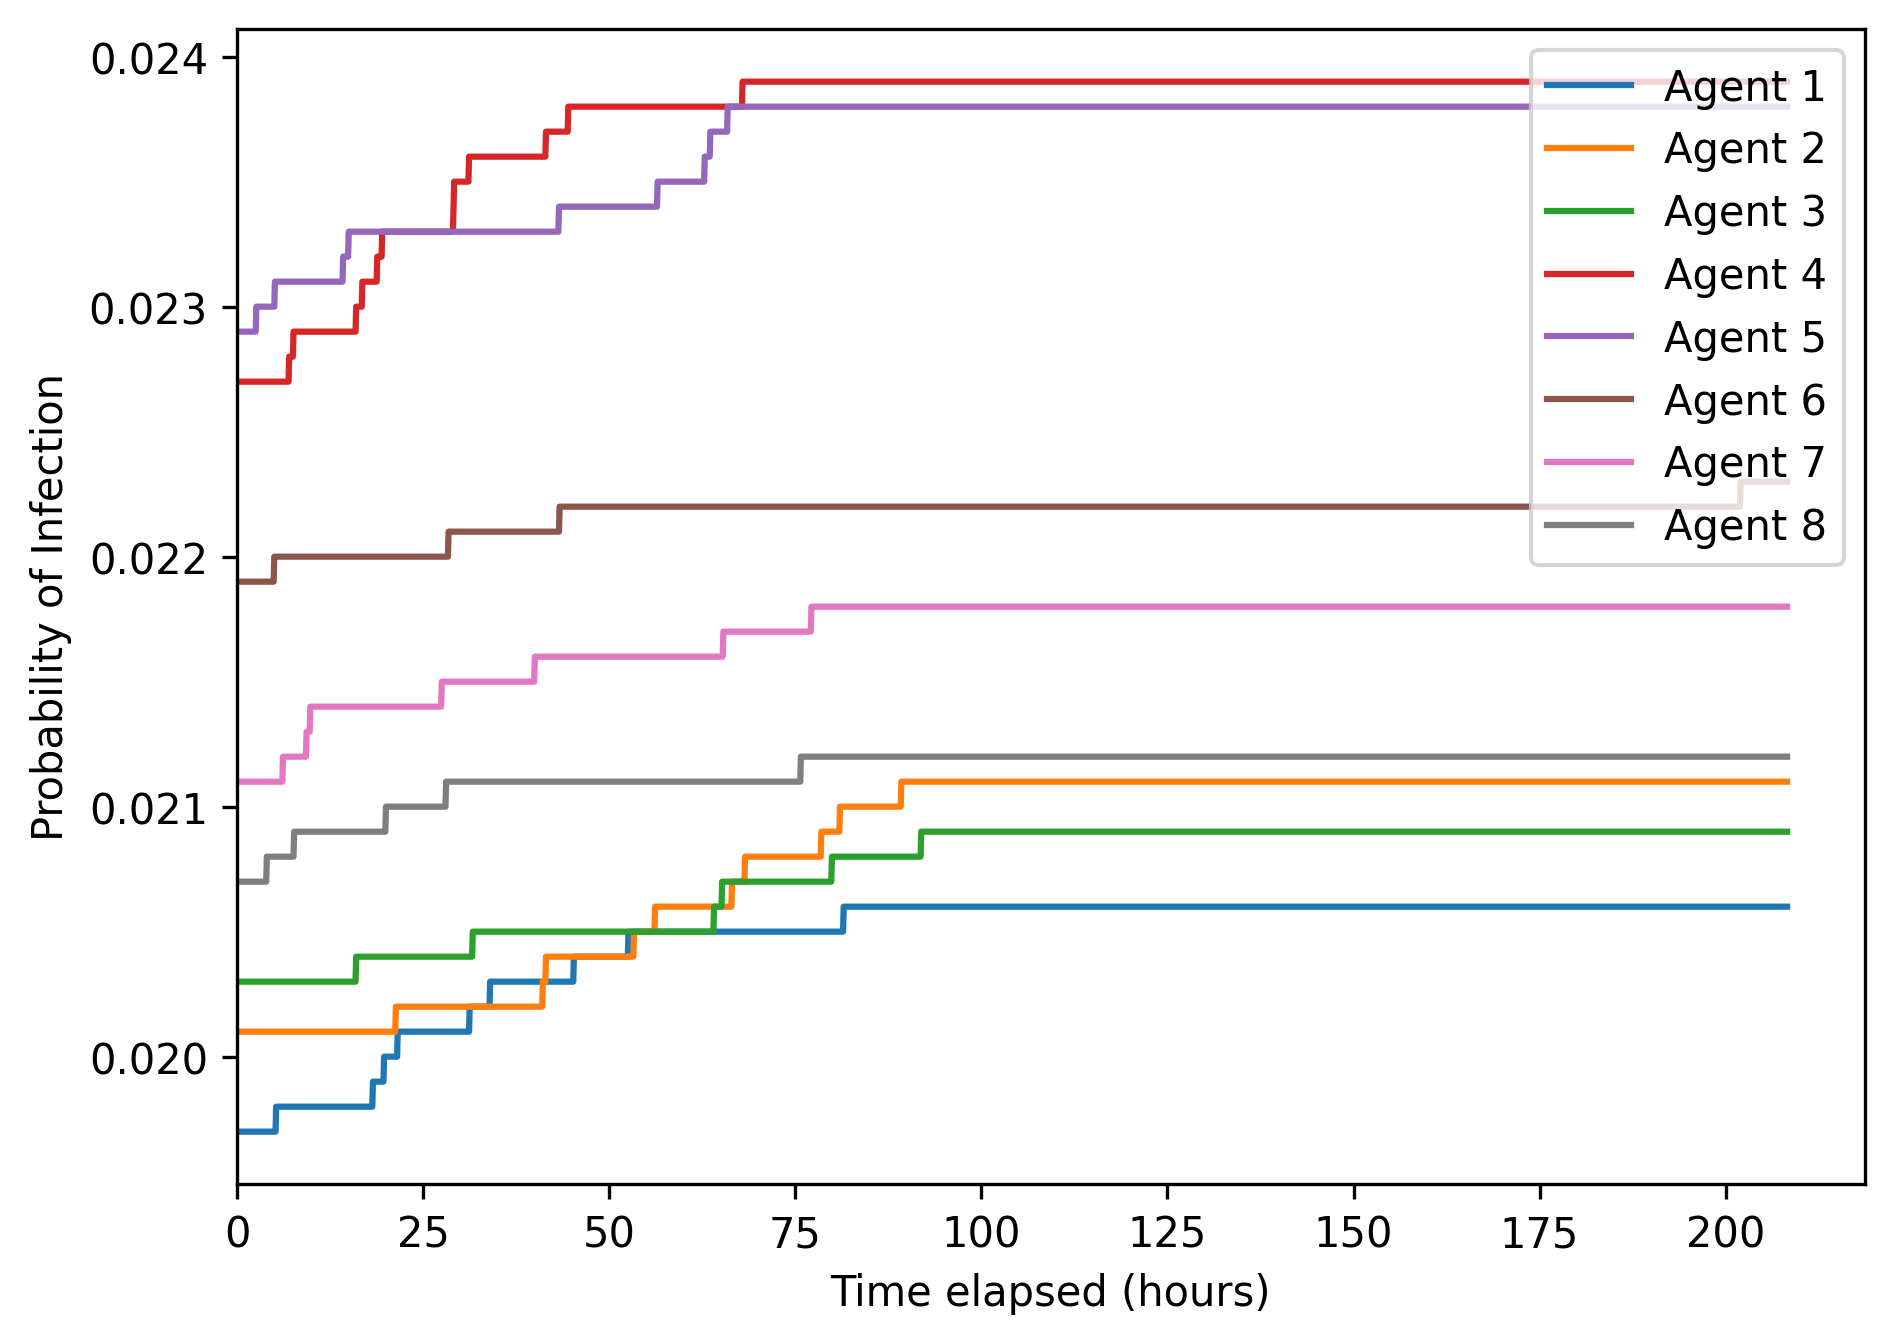 0.024
0.023
0.022
0.021
0.020
Probability of Infection
0
25
50
75
100
125
150
175
200
Time elapsed (hours)
Agent 1
Agent 2
Agent 3
Agent 4
Agent 5
Agent 6
Agent 7
Agent 8